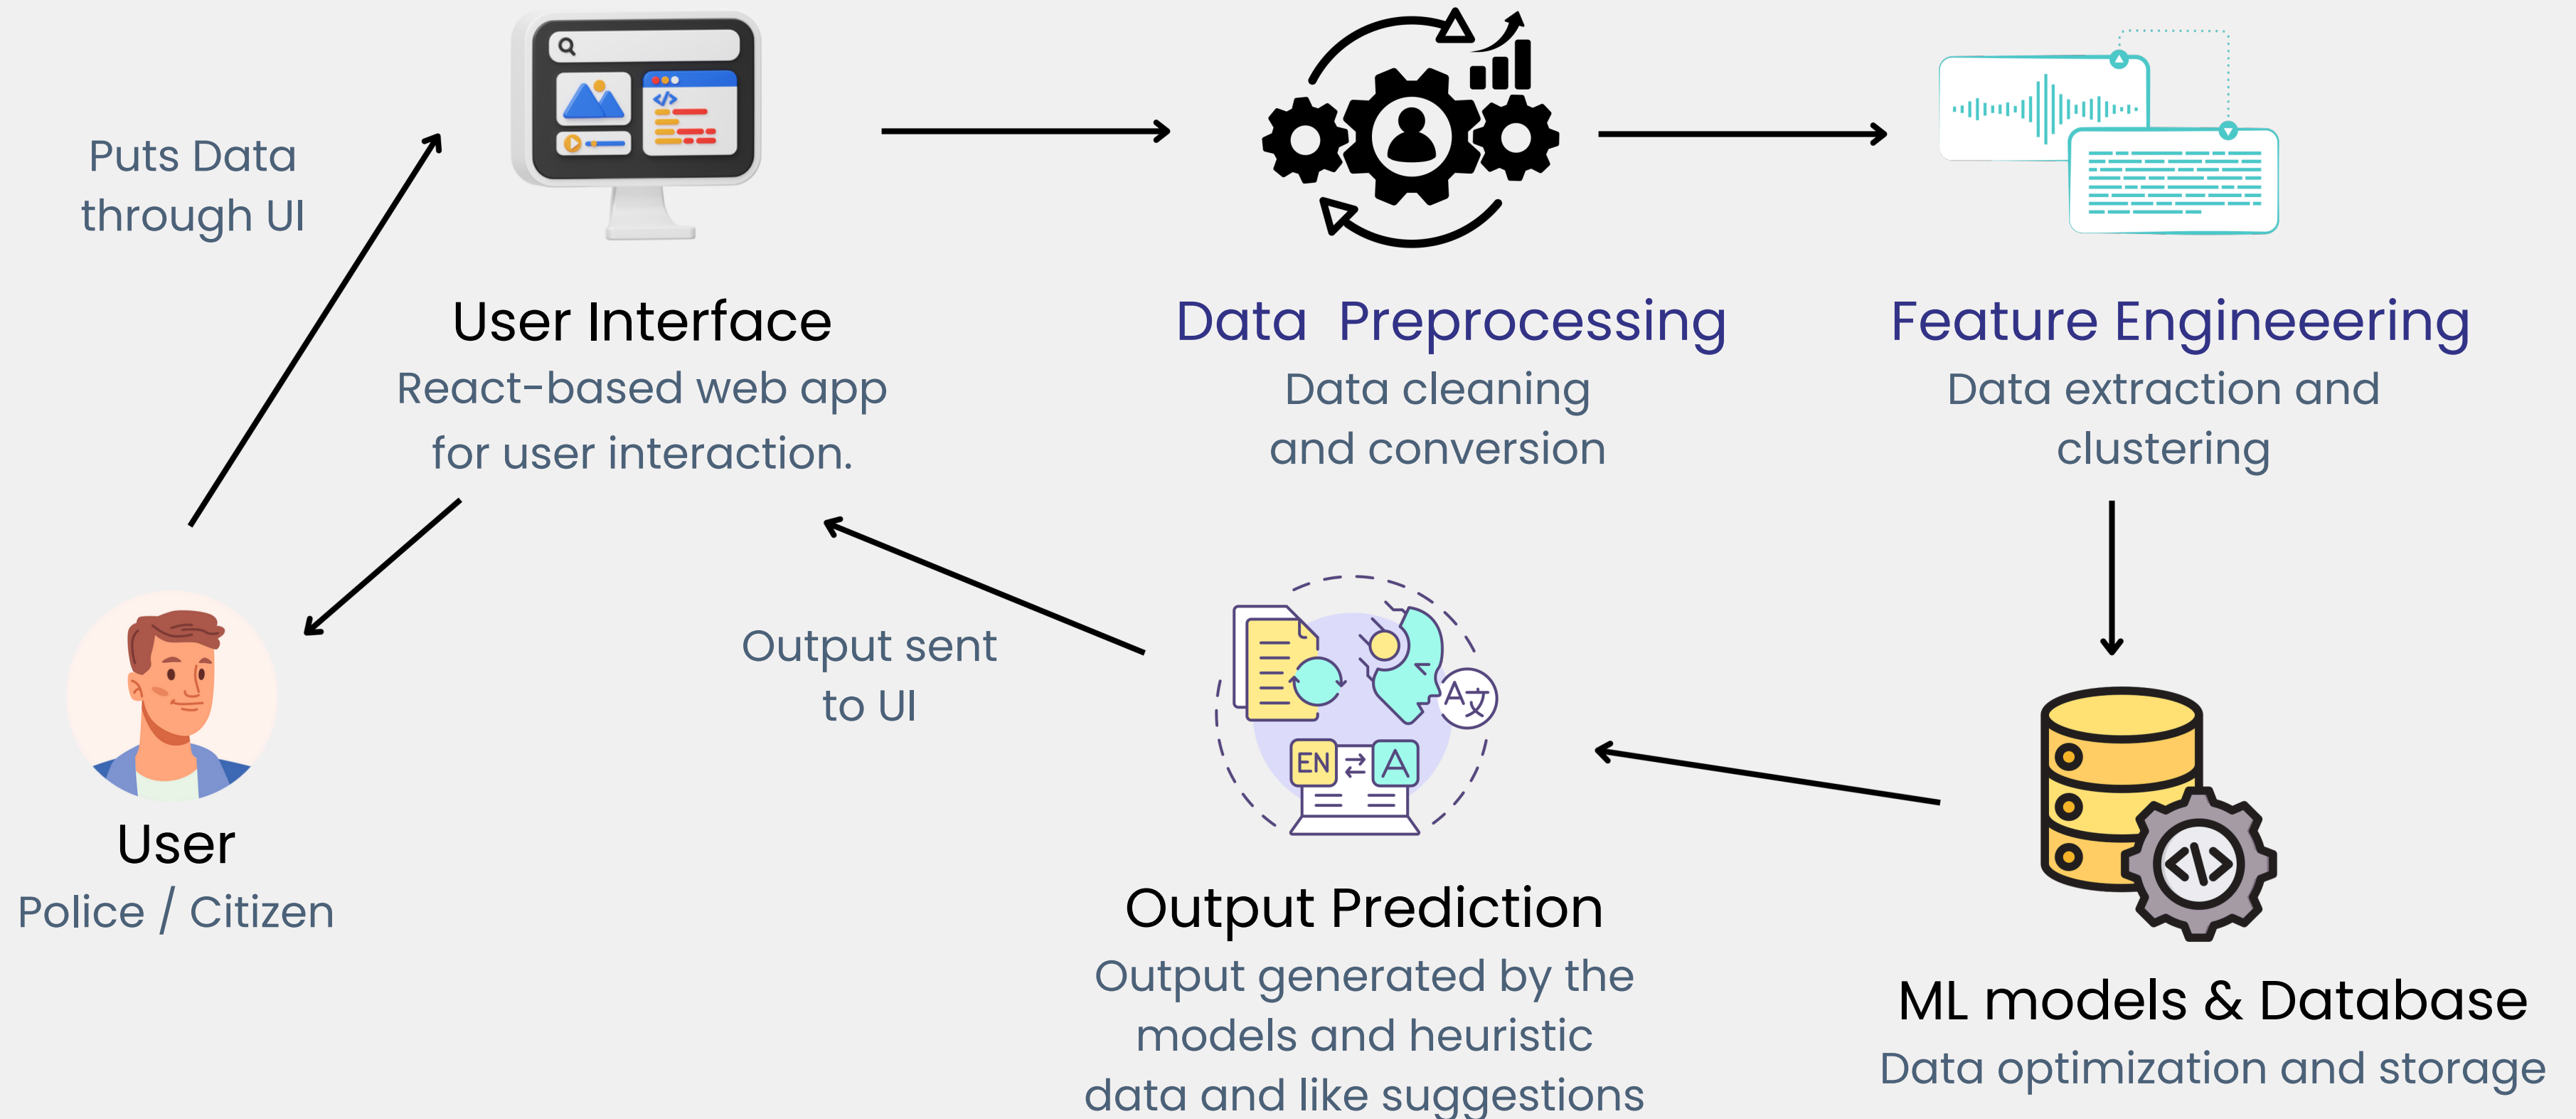 Puts Data
through UI
User Interface
React-based web app
for user interaction.
Data Preprocessing
Data cleaning
and conversion
Feature Engineeering
Data extraction and
clustering
User
Police / Citizen
Output sent
to UI
EN
A
A文
Output Prediction
Output generated by the
models and heuristic
data and like suggestions
ML models & Database
Data optimization and storage